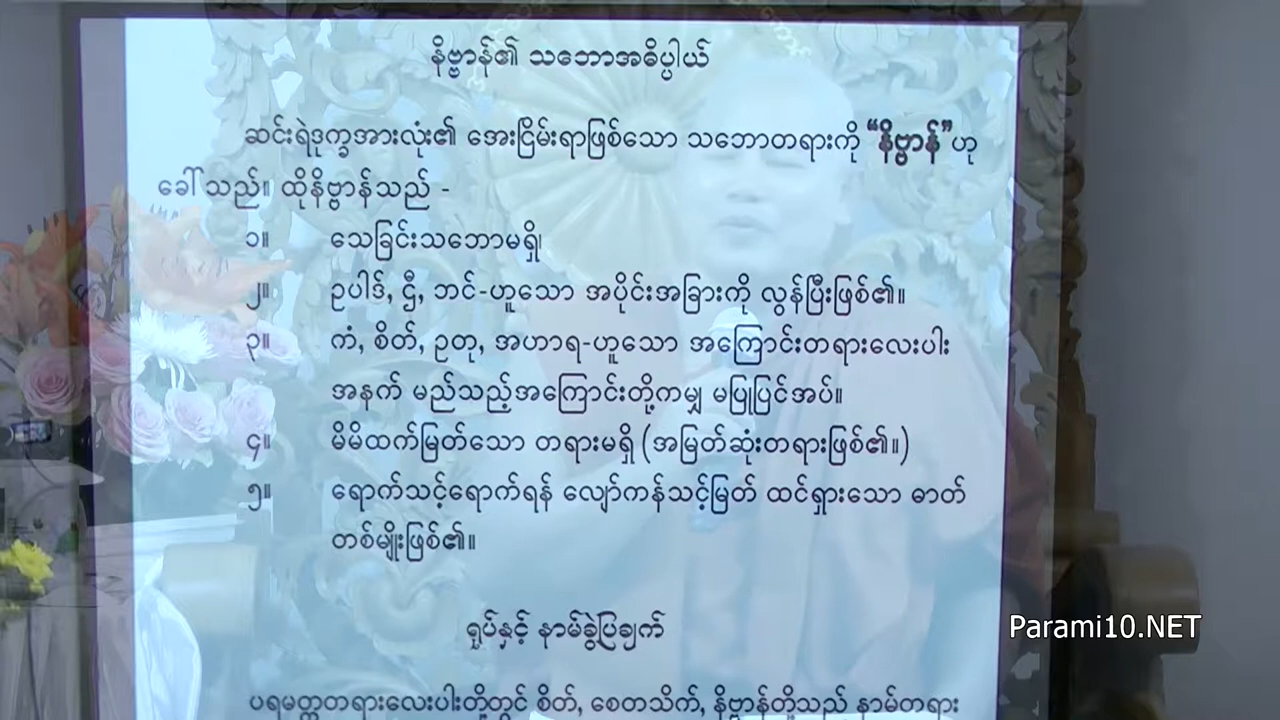 နိဗ္ဗာန်၏ သဘောအဓိပ္ပါယ်
ဆင်းရဲဒုက္ခအားလုံး၏ အေးငြိမ်းရာဖြစ်သော သဘောတရားကို “နိဗ္ဗာန်”ဟု
ခေါ်သည်။ ထိုနိဗ္ဗာန်သည် -
၁။ သေခြင်းသဘောမရှိ၊
၂။ ဥပါဒ်, ဌီ, ဘင်-ဟူသော အပိုင်းအခြားကို လွန်ပြီးဖြစ်၏။
၃။ ကံ, စိတ်, ဥတု, အဟာရ-ဟူသော အကြောင်းတရားလေးပါး
အနက် မည်သည့်အကြောင်းတို့ကမျှ မပြုပြင်အပ်။
၄။ မိမိထက်မြတ်သော တရားမရှိ (အမြတ်ဆုံးတရားဖြစ်၏။)
၅။ ရောက်သင့်ရောက်ရန် လျော်ကန်သင့်မြတ် ထင်ရှားသော ဓာတ်
တစ်မျိုးဖြစ်၏။
Parami10.NET
ရုပ်နှင့် နာမ်ခွဲပြချက်
ပရမတ္ထတရားလေးပါးတို့တွင် စိတ်, စေတသိက်, နိဗ္ဗာန်တို့သည် နာမ်တရား